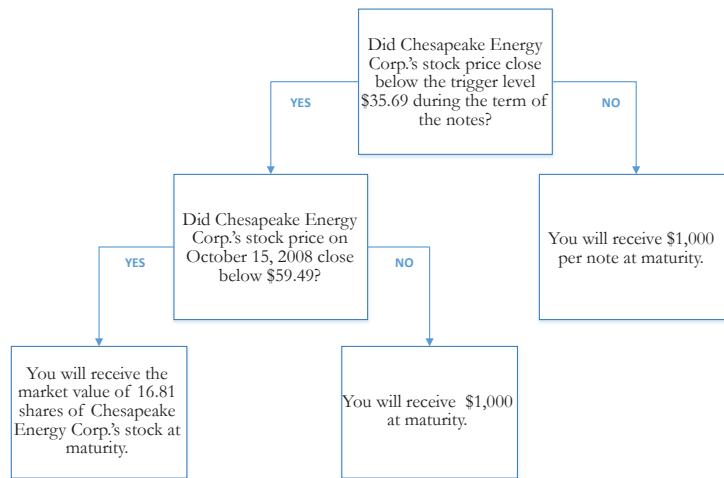 Did Chesapeake Energy
Corp.'s stock price close
below the trigger level
$35.69 during the term of
the notes?
YES
NO
Did Chesapeake Energy
Corp.'s stock price on
October 15, 2008 close
below $59.49?
You will receive $1,000
per note at maturity.
YES
NO
You will receive the
market value of 16.81
shares of Chesapeake
Energy Corp.'s stock at
maturity.
You will receive $1,000
at maturity.